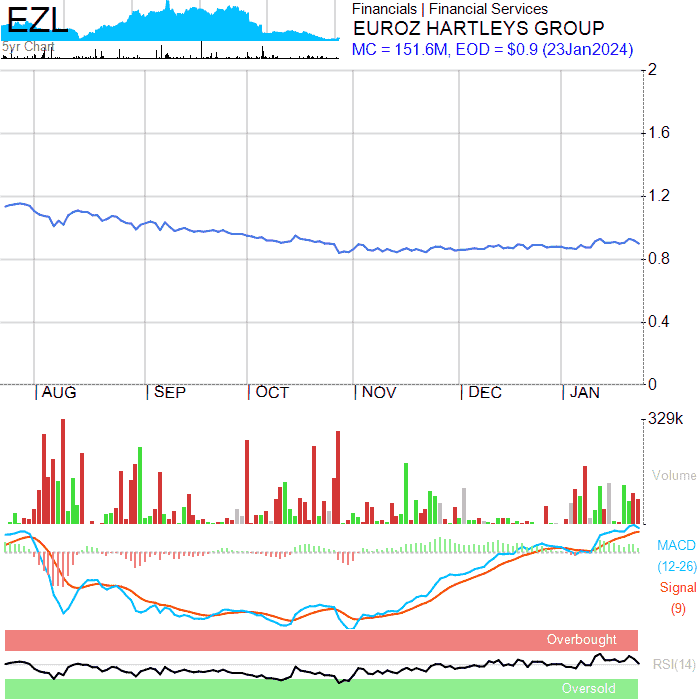 EZL
5yr Chart
Financials | Financial Services
EUROZ HARTLEYS GROUP
MC = 151.6M, EOD = $0.9 (23Jan2024)
2
1.6
1.2
0.8
0.4
0
AUG SEP OCT NOV DEC JAN
329k
Volume
MACD
(12-26)
Signal
(9)
Overbought
RSI(14)
Oversold